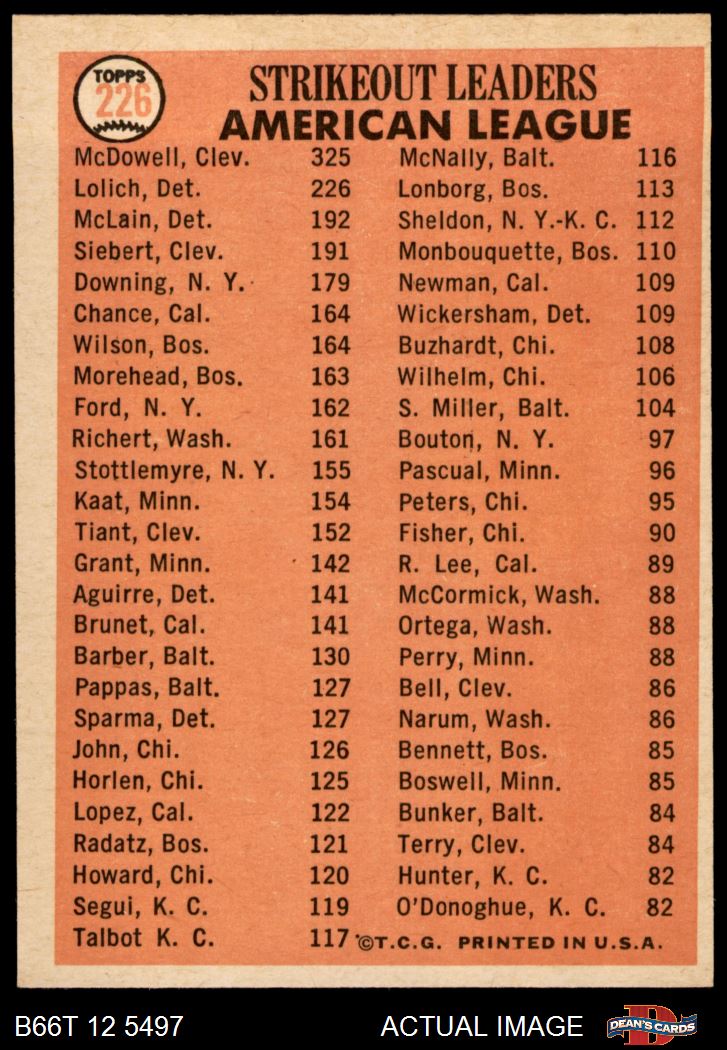 TOPPS
226
STRIKEOUT LEADERS
AMERICAN LEAGUE
McDowell, Clev. 325
Lolich, Det. 226
McLain, Det. 192
Siebert, Clev. 191
Downing, N. Y. 179
Chance, Cal. 164
Wilson, Bos. 164
Morehead, Bos. 163
Ford, N. Y. 162
Richert, Wash. 161
Stottlemyre, N. Y. 155
Kaat, Minn. 154
Tiant, Clev. 152
Grant, Minn. 142
Aguirre, Det. 141
Brunet, Cal. 141
Barber, Balt. 130
Pappas, Balt. 127
Sparma, Det. 127
John, Chi. 126
Horlen, Chi. 125
Lopez, Cal. 122
Radatz, Bos. 121
Howard, Chi. 120
Segui, K. C. 119
Talbot K. C. 117
McNally, Balt. 116
Lonborg, Bos. 113
Sheldon, N. Y.-K. C. 112
Monbouquette, Bos. 110
Newman, Cal. 109
Wickersham, Det. 109
Buzhardt, Chi. 108
Wilhelm, Chi. 106
S. Miller, Balt. 104
Bouton, N. Y. 97
Pascual, Minn. 96
Peters, Chi. 95
Fisher, Chi. 90
R. Lee, Cal. 89
McCormick, Wash. 88
Ortega, Wash. 88
Perry, Minn. 88
Bell, Clev. 86
Narum, Wash. 86
Bennett, Bos. 85
Boswell, Minn. 85
Bunker, Balt. 84
Terry, Clev. 84
Hunter, K. C. 82
O'Donoghue, K. C. 82
©T.C.G. PRINTED IN U.S.A.
B66T 12 5497
ACTUAL IMAGE
D
DEAN'S CARDS